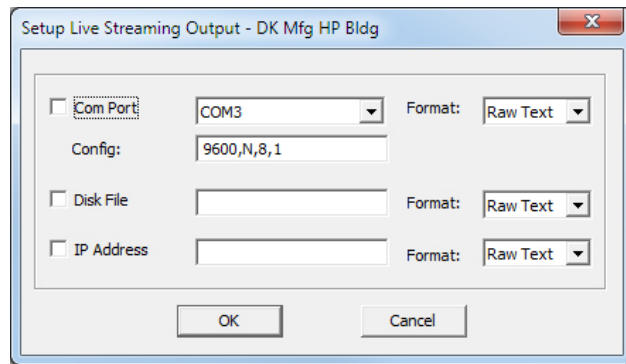 Setup Live Streaming Output - DK Mfg HP Bldg
Com Port COM3 Format: Raw Text
Config: 9600,N,8,1
Disk File Format: Raw Text
IP Address Format: Raw Text
OK Cancel